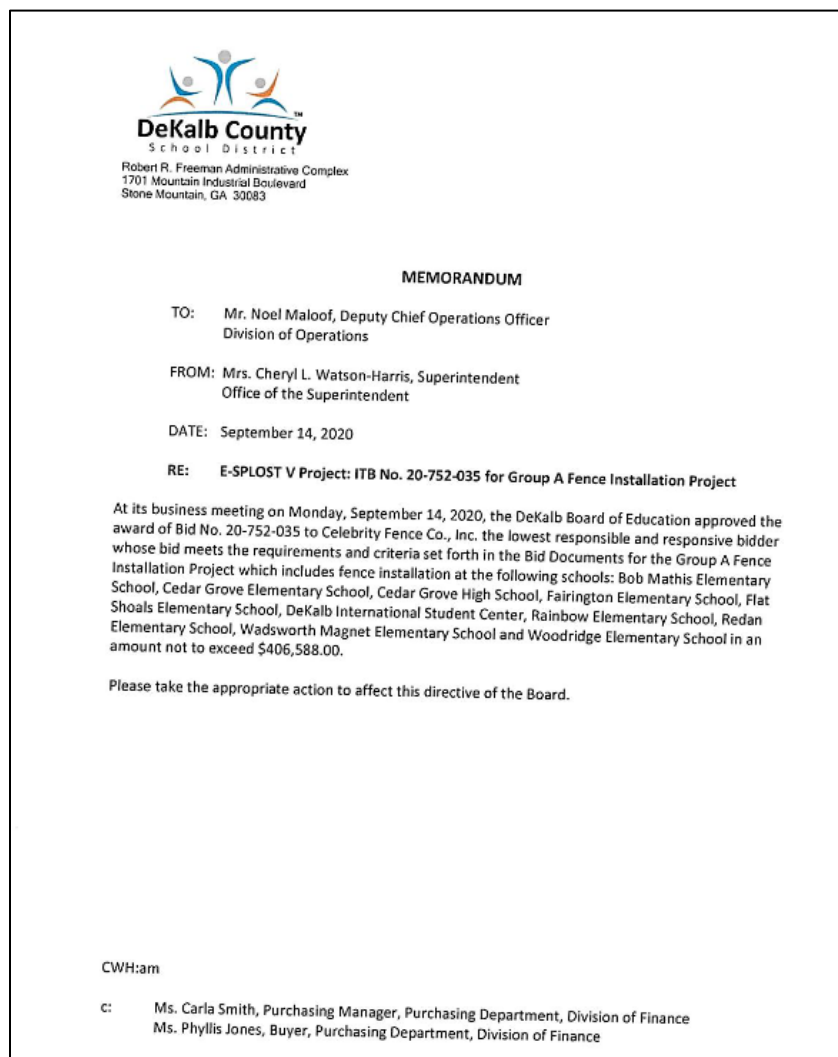 DeKalb County
School District
Robert R. Freeman Administrative Complex
1701 Mountain Industrial Boulevard
Stone Mountain, GA 30083
MEMORANDUM
TO: Mr. Noel Maloof, Deputy Chief Operations Officer
Division of Operations
FROM: Mrs. Cheryl L. Watson-Harris, Superintendent
Office of the Superintendent
DATE: September 14, 2020
RE: E-SPLOST V Project: ITB No. 20-752-035 for Group A Fence Installation Project
At its business meeting on Monday, September 14, 2020, the DeKalb Board of Education approved the
award of Bid No. 20-752-035 to Celebrity Fence Co., Inc. the lowest responsible and responsive bidder
whose bid meets the requirements and criteria set forth in the Bid Documents for the Group A Fence
Installation Project which includes fence installation at the following schools: Bob Mathis Elementary
School, Cedar Grove Elementary School, Cedar Grove High School, Fairington Elementary School, Flat
Shoals Elementary School, DeKalb International Student Center, Rainbow Elementary School, Redan
Elementary School, Wadsworth Magnet Elementary School and Woodridge Elementary School in an
amount not to exceed $406,588.00.
Please take the appropriate action to affect this directive of the Board.
CWH:am
c: Ms. Carla Smith, Purchasing Manager, Purchasing Department, Division of Finance
Ms. Phyllis Jones, Buyer, Purchasing Department, Division of Finance